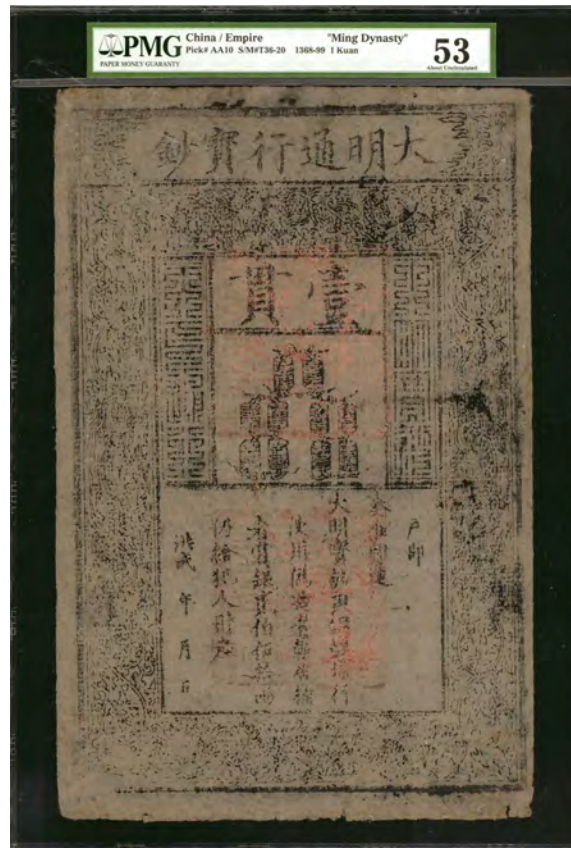 PMG
PAPER MONEY GUARANTY
China / Empire "Ming Dynasty"
Pick# AA10 S/M#T36-20 1368-99 1 Kuan
53
About Uncirculated
大明通行寶鈔
壹貫
戶部
奏准印造
大明寶鈔與銅錢通行
使用偽造者斬告捕
者賞銀貳佰伍拾兩
仍給犯人財產
洪武 年 月 日